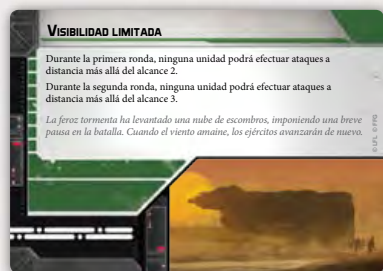 VISIBILIDAD LIMITADA
Durante la primera ronda, ninguna unidad podrá efectuar ataques a
distancia más allá del alcance 2.
Durante la segunda ronda, ninguna unidad podrá efectuar ataques a
distancia más allá del alcance 3.
La feroz tormenta ha levantado una nube de escombros, imponiendo una breve
pausa en la batalla. Cuando el viento amaine, los ejércitos avanzarán de nuevo.
© LFL © FFG